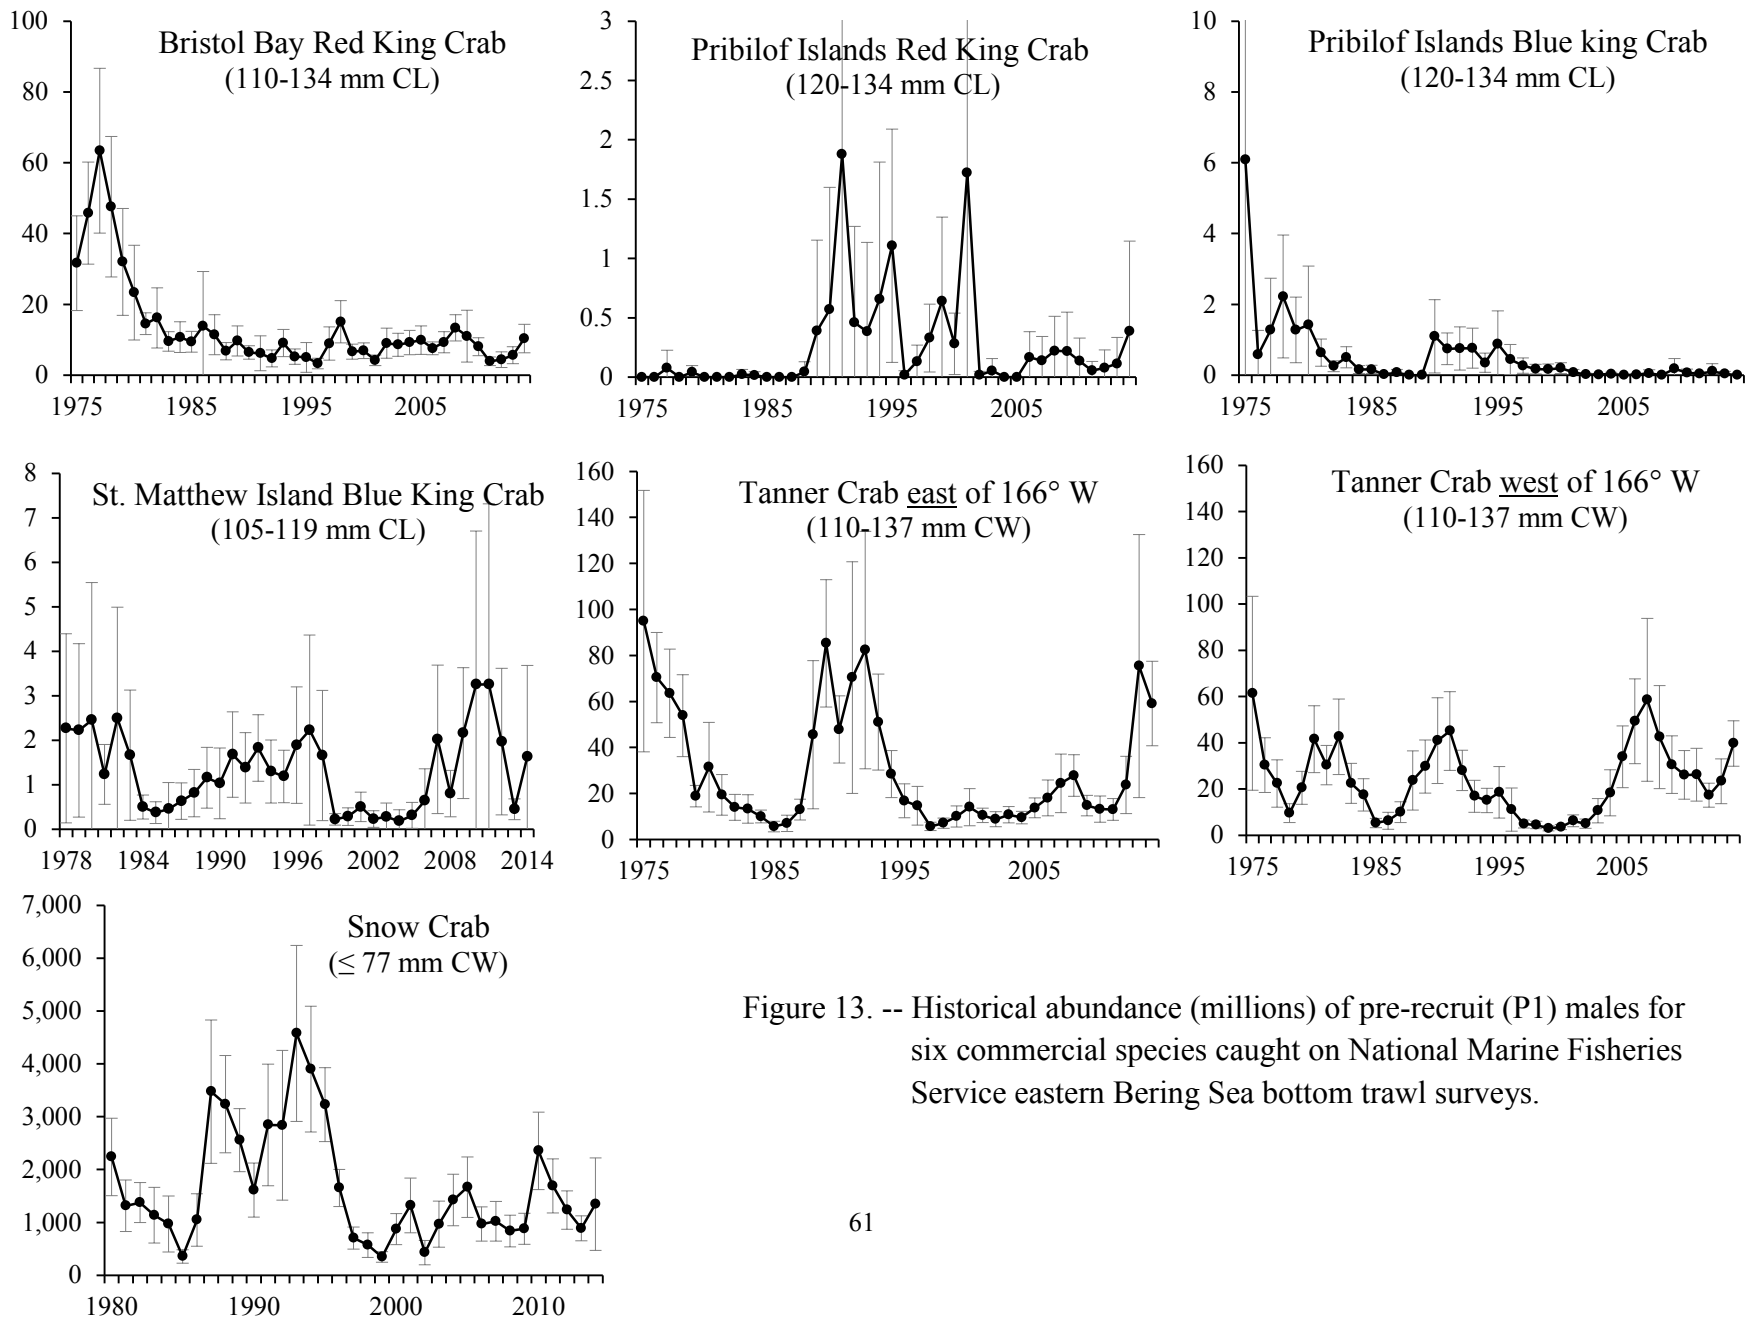 Bristol Bay Red King Crab
(110-134 mm CL)
100
80
60
40
20
0
1975 1985 1995 2005
Pribilof Islands Red King Crab
(120-134 mm CL)
3
2.5
2
1.5
1
0.5
0
1975 1985 1995 2005
Pribilof Islands Blue king Crab
(120-134 mm CL)
10
8
6
4
2
0
1975 1985 1995 2005
St. Matthew Island Blue King Crab
(105-119 mm CL)
8
7
6
5
4
3
2
1
0
1978 1984 1990 1996 2002 2008 2014
Tanner Crab east of 166° W
(110-137 mm CW)
160
140
120
100
80
60
40
20
0
1975 1985 1995 2005
Tanner Crab west of 166° W
(110-137 mm CW)
160
140
120
100
80
60
40
20
0
1975 1985 1995 2005
Snow Crab
(≤ 77 mm CW)
7,000
6,000
5,000
4,000
3,000
2,000
1,000
0
1980 1990 2000 2010
Figure 13. -- Historical abundance (millions) of pre-recruit (P1) males for
six commercial species caught on National Marine Fisheries
Service eastern Bering Sea bottom trawl surveys.
61